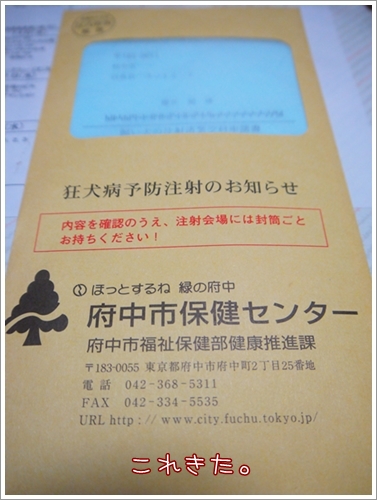 狂犬病予防注射のお知らせ
内容を確認のうえ、注射会場には封筒ごと
お持ちください！
ほっとするね 緑の府中
府中市保健センター
府中市福祉保健部健康推進課
〒183-0055 東京都府中市府中町2丁目25番地
電話 042-368-5311
FAX 042-334-5535
URL http://www.city.fuchu.tokyo.jp/
これきた。